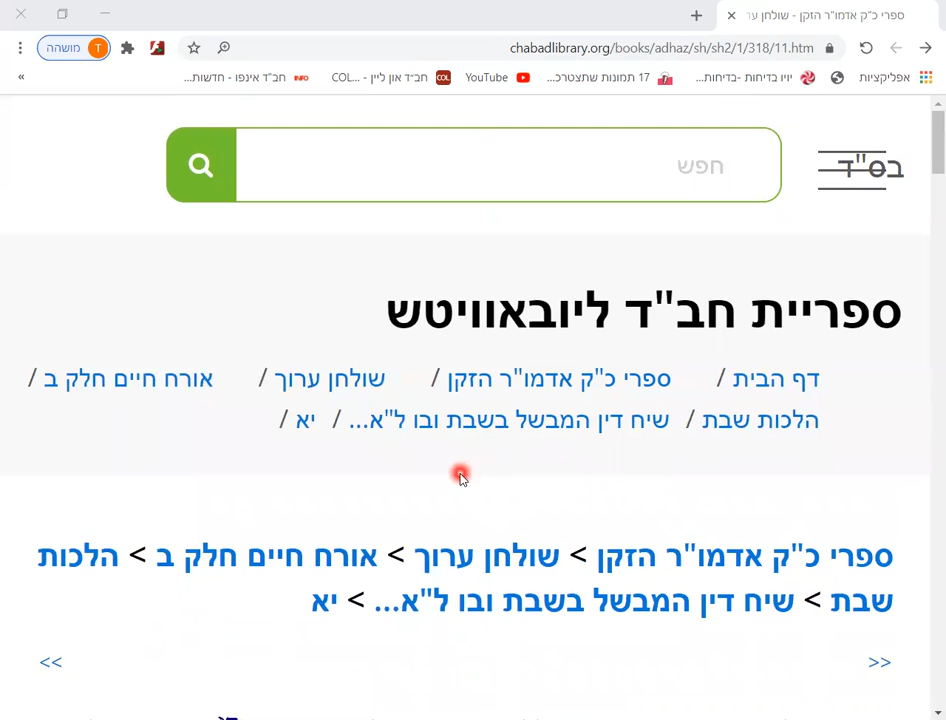 ספרי כ"ק אדמו"ר הזקן - שולחן ער
chabadlibrary.org/books/adhaz/sh/sh2/1/318/11.htm
מושהה T
אפליקציות יויו בדיחות -בדיחות... 17 תמונות שתצטרכ... YouTube COL חב״ד און ליין - COL... INFO חב״ד אינפו - חדשות... »
בס"ד
חפש
ספריית חב"ד ליובאוויטש
דף הבית / ספרי כ"ק אדמו"ר הזקן / שולחן ערוך / אורח חיים חלק ב /
הלכות שבת / שיח דין המבשל בשבת ובו ל"א... / יא /
ספרי כ"ק אדמו"ר הזקן > שולחן ערוך > אורח חיים חלק ב > הלכות
שבת > שיח דין המבשל בשבת ובו ל"א... > יא
<< >>